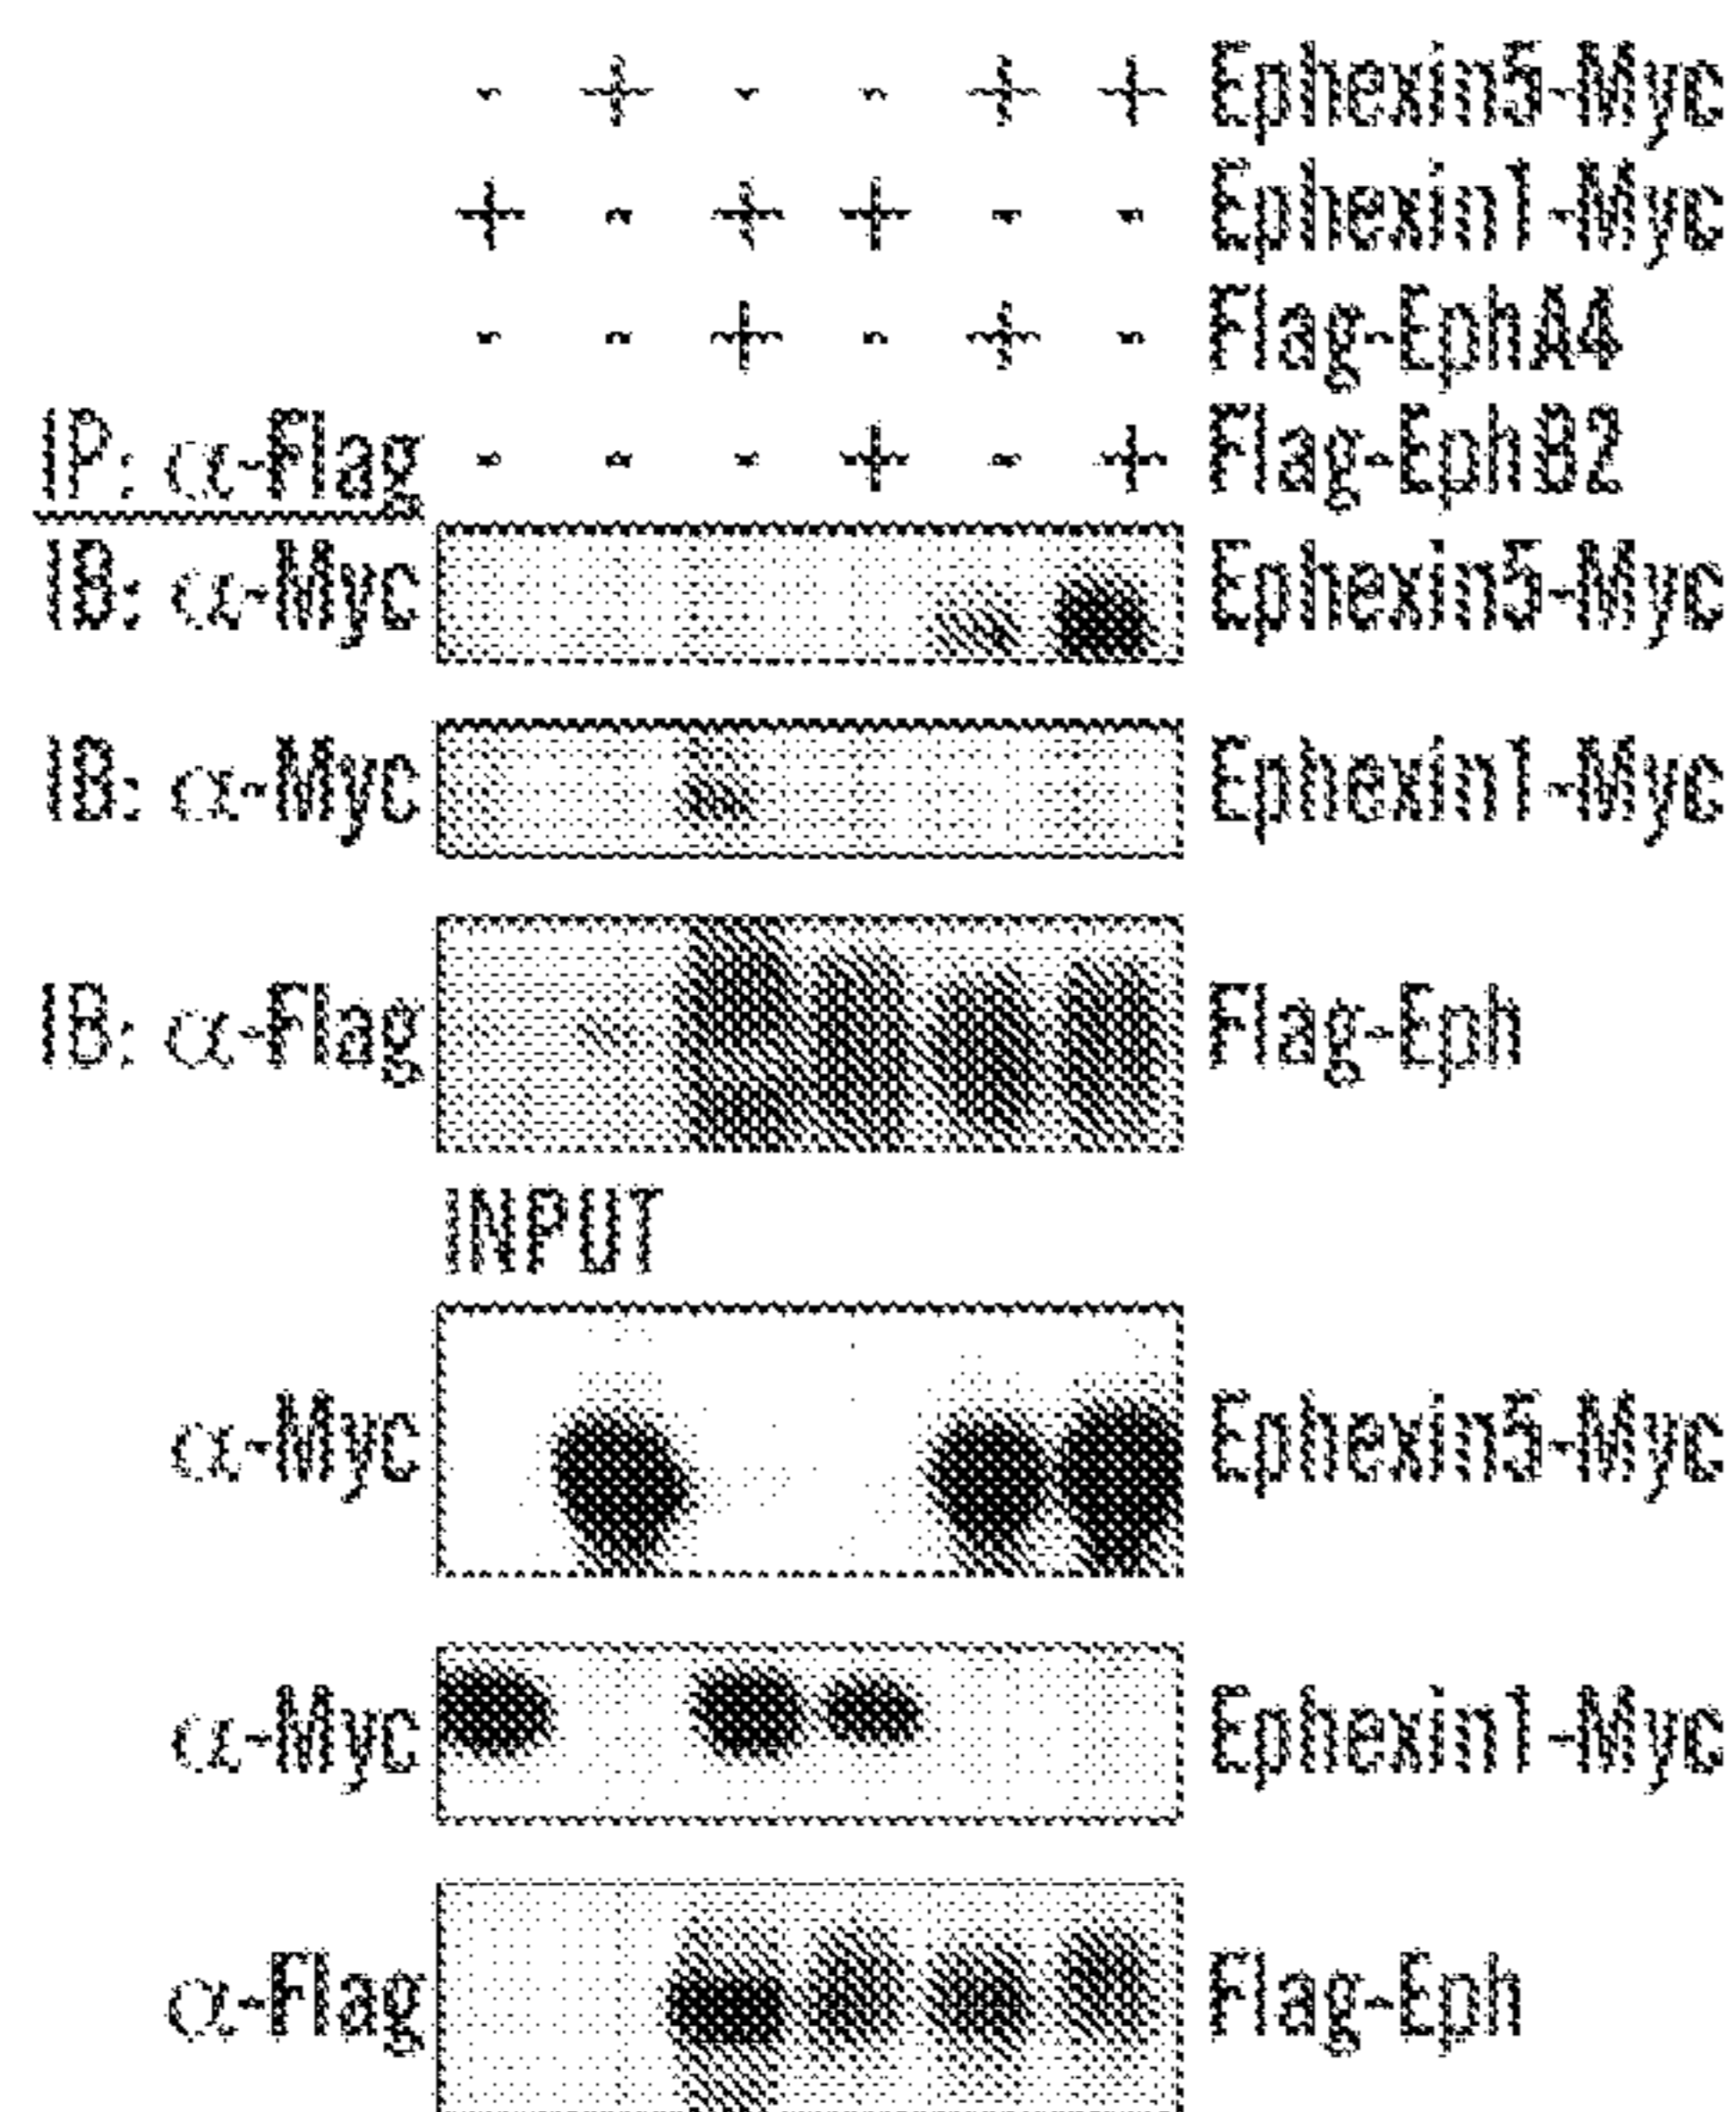 - + - - + + Ephexin5-Myc
+ - + + - - Ephexin1-Myc
- - + - + - Flag-EphA4
IP: α-Flag - - - + - + Flag-EphB2
IB: α-Myc Ephexin5-Myc
IB: α-Myc Ephexin1-Myc
IB: α-Flag Flag-Eph
INPUT
α-Myc Ephexin5-Myc
α-Myc Ephexin1-Myc
α-Flag Flag-Eph